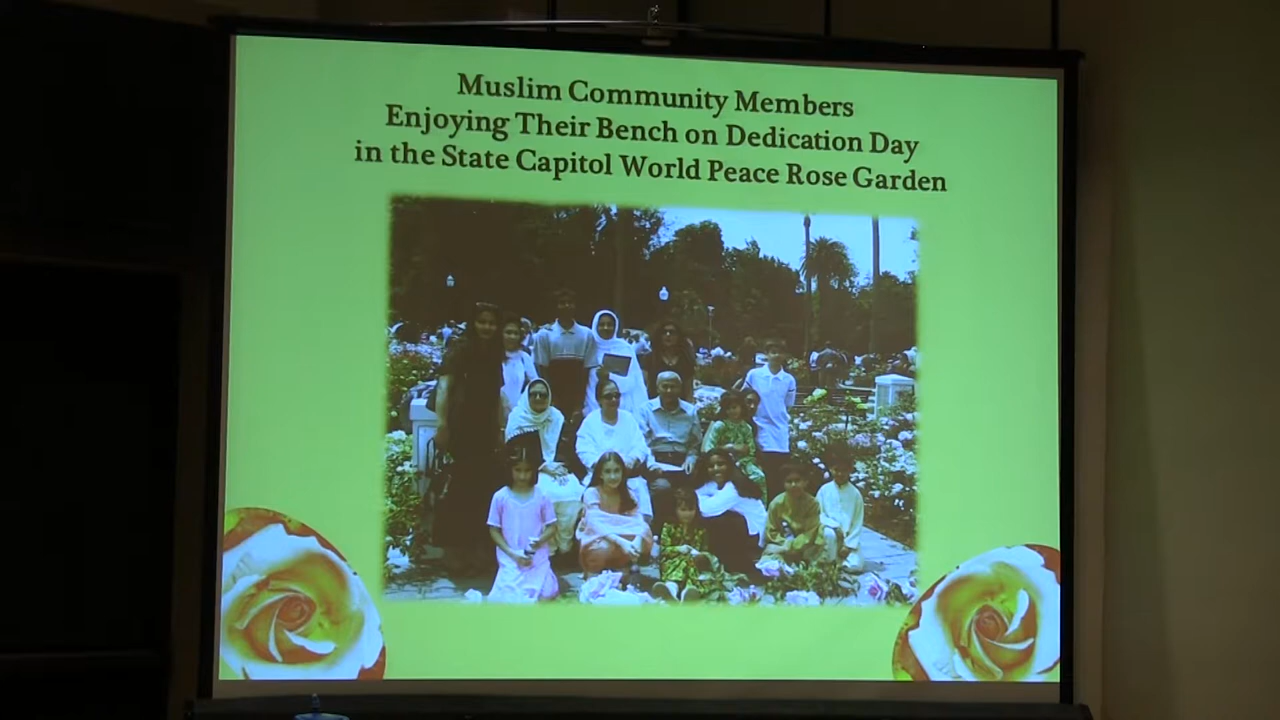 Muslim Community Members
Enjoying Their Bench on Dedication Day
in the State Capitol World Peace Rose Garden